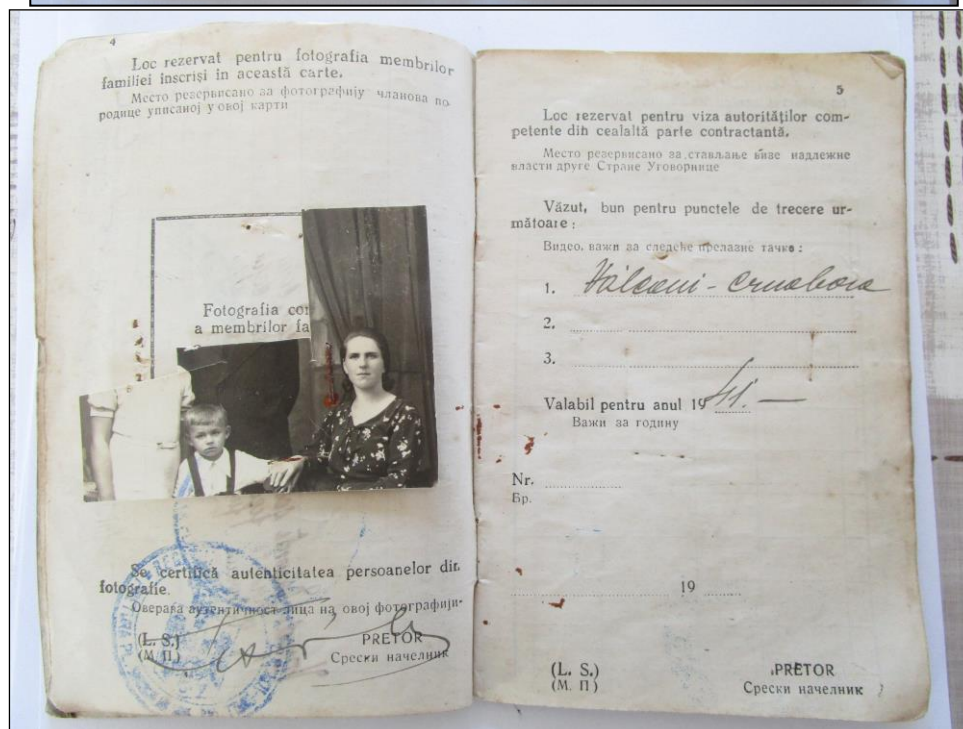 4
Loc rezervat pentru fotografia membrilor
familiei înscriși in această carte.
Место резервисано за фотографију чланова по-
родице уписаној у овој карти
Fotografia co
a membrilor fa
Se certifică autenticitatea persoanelor din
fotografie.
Оверава аутентичност лица на овој фотографији.
(L. S.) PRETOR
(М. П.) Срески начелник
5
Loc rezervat pentru viza autorităților com-
petente din cealaltă parte contractantă.
Место резервисано за стављање визе надлежне
власти друге Стране Уговорнице
Văzut, bun pentru punctele de trecere ur-
mătoare :
Видео, важи за следеће прелазне тачке :
1. Vălcani - Crnabara
2.
3.
Valabil pentru anul 1941.-
Важи за годину
Nr.
Бр.
19
(L. S.) PRETOR
(М. П) Срески начелник